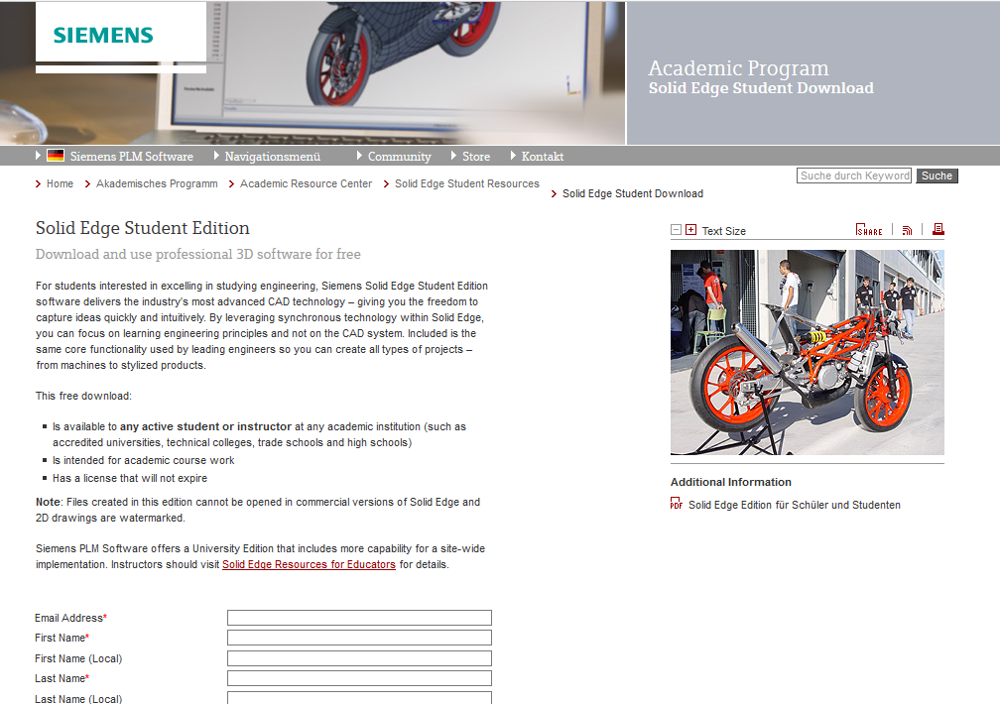 SIEMENS
Academic Program
Solid Edge Student Download
Siemens PLM Software
Navigationsmenü
Community
Store
Kontakt
Home
Akademisches Programm
Academic Resource Center
Solid Edge Student Resources
Solid Edge Student Download
Suche durch Keyword
Suche
Solid Edge Student Edition
Download and use professional 3D software for free
For students interested in excelling in studying engineering, Siemens Solid Edge Student Edition
software delivers the industry's most advanced CAD technology – giving you the freedom to
capture ideas quickly and intuitively. By leveraging synchronous technology within Solid Edge,
you can focus on learning engineering principles and not on the CAD system. Included is the
same core functionality used by leading engineers so you can create all types of projects –
from machines to stylized products.
This free download:
Is available to any active student or instructor at any academic institution (such as
accredited universities, technical colleges, trade schools and high schools)
Is intended for academic course work
Has a license that will not expire
Note: Files created in this edition cannot be opened in commercial versions of Solid Edge and
2D drawings are watermarked.
Siemens PLM Software offers a University Edition that includes more capability for a site-wide
implementation. Instructors should visit Solid Edge Resources for Educators for details.
Email Address*
First Name*
First Name (Local)
Last Name*
Last Name (Local)
Text Size
SHARE
Additional Information
PDF Solid Edge Edition für Schüler und Studenten